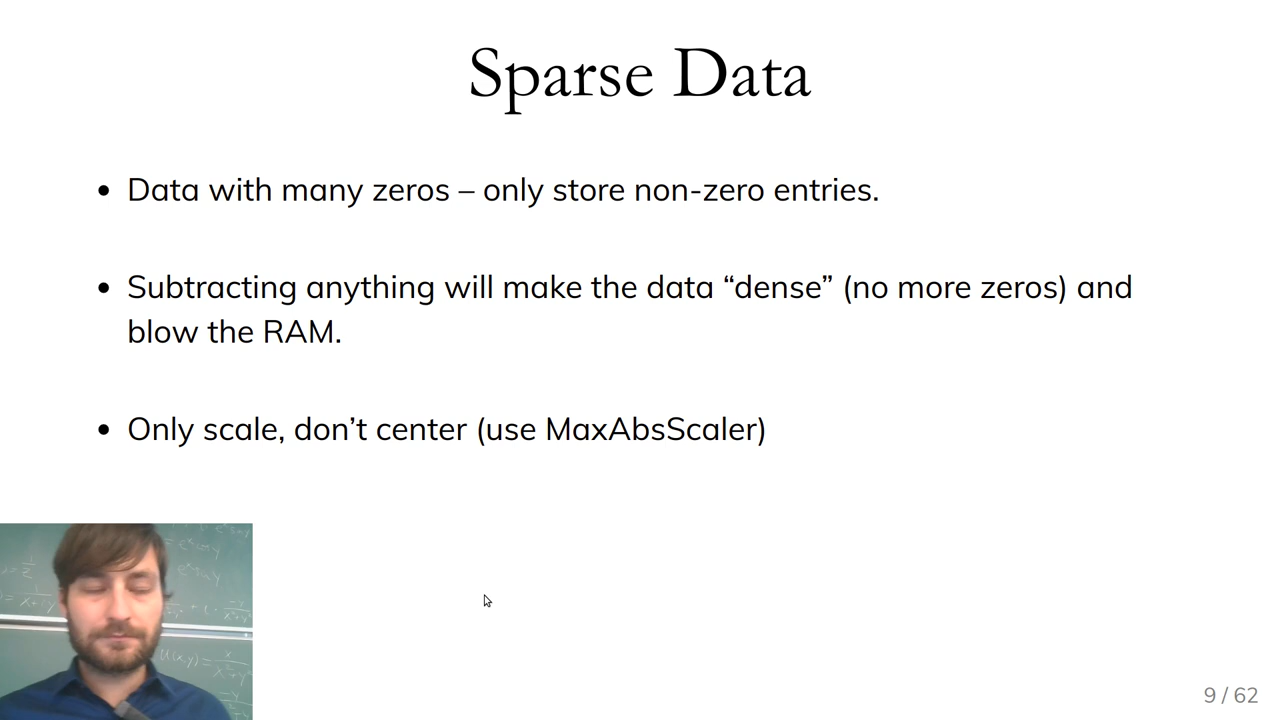 Sparse Data
• Data with many zeros – only store non-zero entries.
• Subtracting anything will make the data “dense” (no more zeros) and
blow the RAM.
• Only scale, don’t center (use MaxAbsScaler)
9 / 62